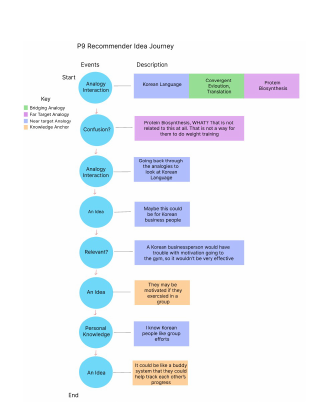 P9 Recommender Idea Journey
Events
Description
Start
Key
Bridging Analogy
Far Target Analogy
Near target Analogy
Knowledge Anchor
Analogy
Interaction
Korean Language
Convergent
Evloution,
Translation
Protein
Biosynthesis
Confusion?
Protein Biosynthesis, WHAT? That is not
related to this at all. That is not a way for
them to do weight training
Analogy
Interaction
Going back through
the analogies to
look at Korean
Language
An Idea
Maybe this could
be for Korean
business people
Relevant?
A Korean businessperson would have
trouble with motivation going to
the gym, so it wouldn't be very effective
An Idea
They may be
motivated if they
exercised in a
group
Personal
Knowledge
I know Korean
people like group
efforts
An Idea
It could be like a buddy
system that they could
help track each other's
progress
End